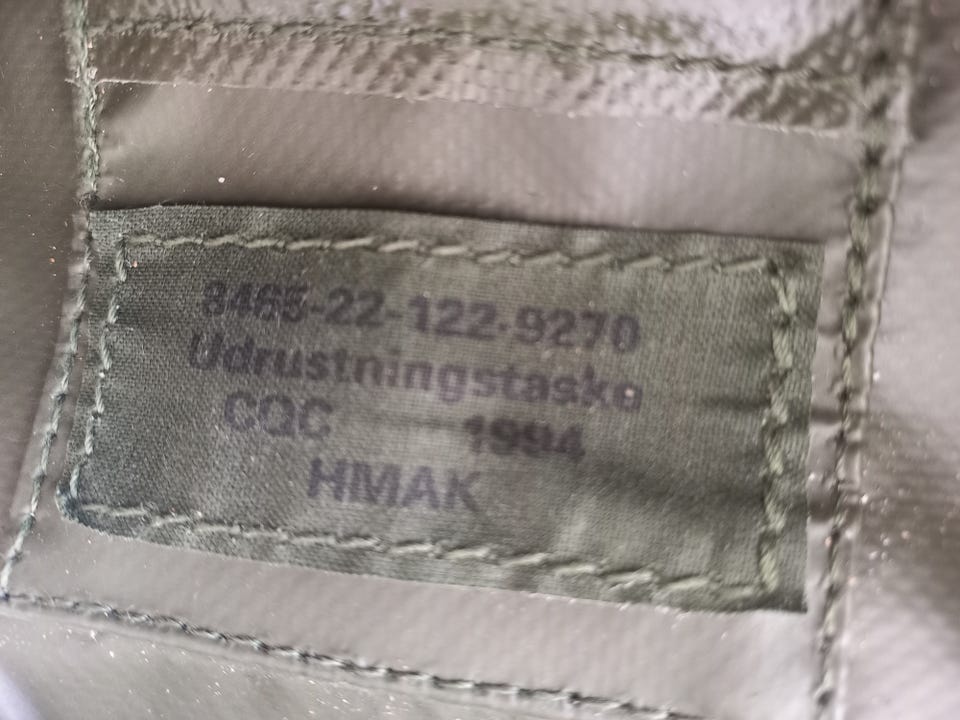 8465-22-122-9270
Udrustningstaske
CQC 1994
HMAK